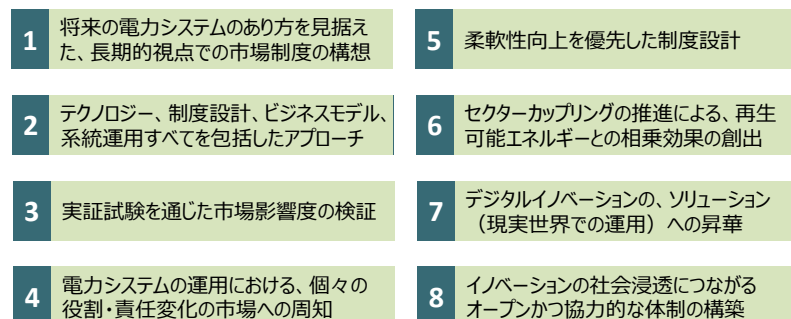 1
将来の電力システムのあり方を見据え
た、長期的視点での市場制度の構想
2
テクノロジー、制度設計、ビジネスモデル、
系統運用すべてを包括したアプローチ
3
実証試験を通じた市場影響度の検証
4
電力システムの運用における、個々の
役割・責任変化の市場への周知
5
柔軟性向上を優先した制度設計
6
セクターカップリングの推進による、再生
可能エネルギーとの相乗効果の創出
7
デジタルイノベーションの、ソリューション
（現実世界での運用）への昇華
8
イノベーションの社会浸透につながる
オープンかつ協力的な体制の構築